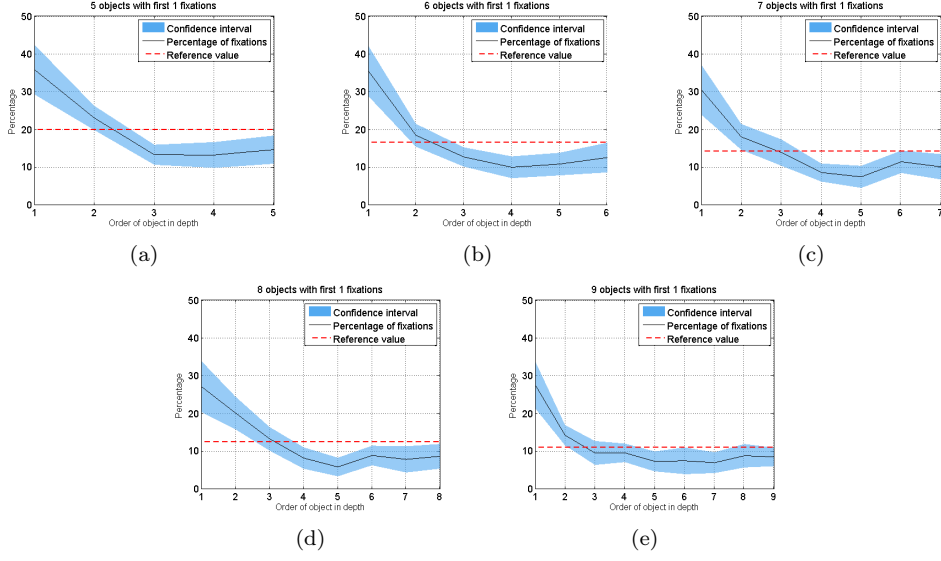 5 objects with first 1 fixations
50
40
30
20
10
0
Percentage
Confidence interval
Percentage of fixations
Reference value
1 2 3 4 5
Order of object in depth
(a)
6 objects with first 1 fixations
50
40
30
20
10
0
Percentage
Confidence interval
Percentage of fixations
Reference value
1 2 3 4 5 6
Order of object in depth
(b)
7 objects with first 1 fixations
50
40
30
20
10
0
Percentage
Confidence interval
Percentage of fixations
Reference value
1 2 3 4 5 6 7
Order of object in depth
(c)
8 objects with first 1 fixations
50
40
30
20
10
0
Percentage
Confidence interval
Percentage of fixations
Reference value
1 2 3 4 5 6 7 8
Order of object in depth
(d)
9 objects with first 1 fixations
50
40
30
20
10
0
Percentage
Confidence interval
Percentage of fixations
Reference value
1 2 3 4 5 6 7 8 9
Order of object in depth
(e)